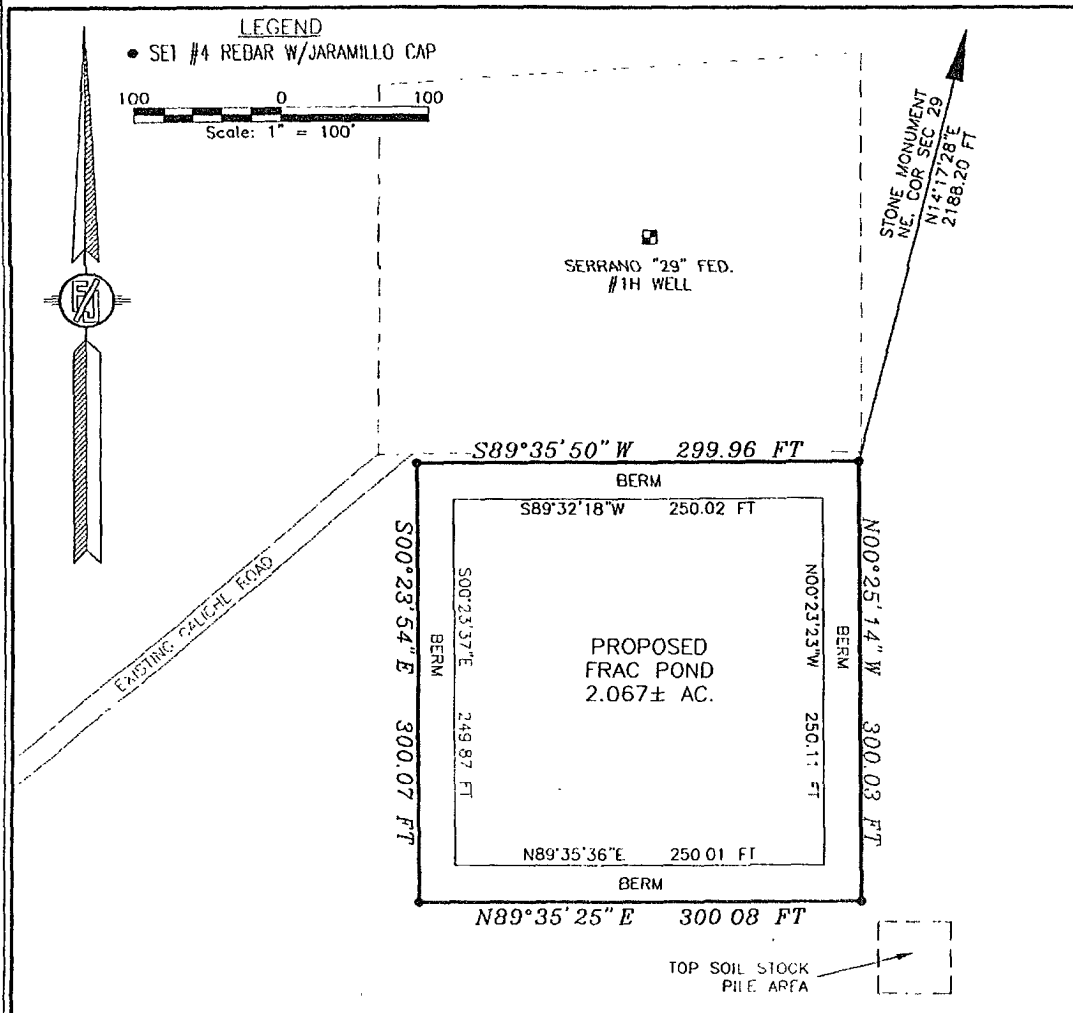 LEGEND
SET #4 REBAR W/JARAMILLO CAP
100 0 100
Scale: 1" = 100'
STONE MONUMENT
NE. COR SEC 29
N14°17'28"E
2188.20 FT
SERRANO "29" FED.
#1H WELL
S89°35'50"W 299.96 FT
BERM
S89°32'18"W 250.02 FT
EXISTING CALICHE ROAD
S00°23'54"E 300.07 FT
BERM
S00°23'37"E 249.87 FT
PROPOSED
FRAC POND
2.067± AC.
N00°23'23"W 250.11 FT
BERM
N00°25'14"W 300.03 FT
N89°35'36"E 250 01 FT
BERM
N89°35'25"E 300 08 FT
TOP SOIL STOCK
PILE AREA